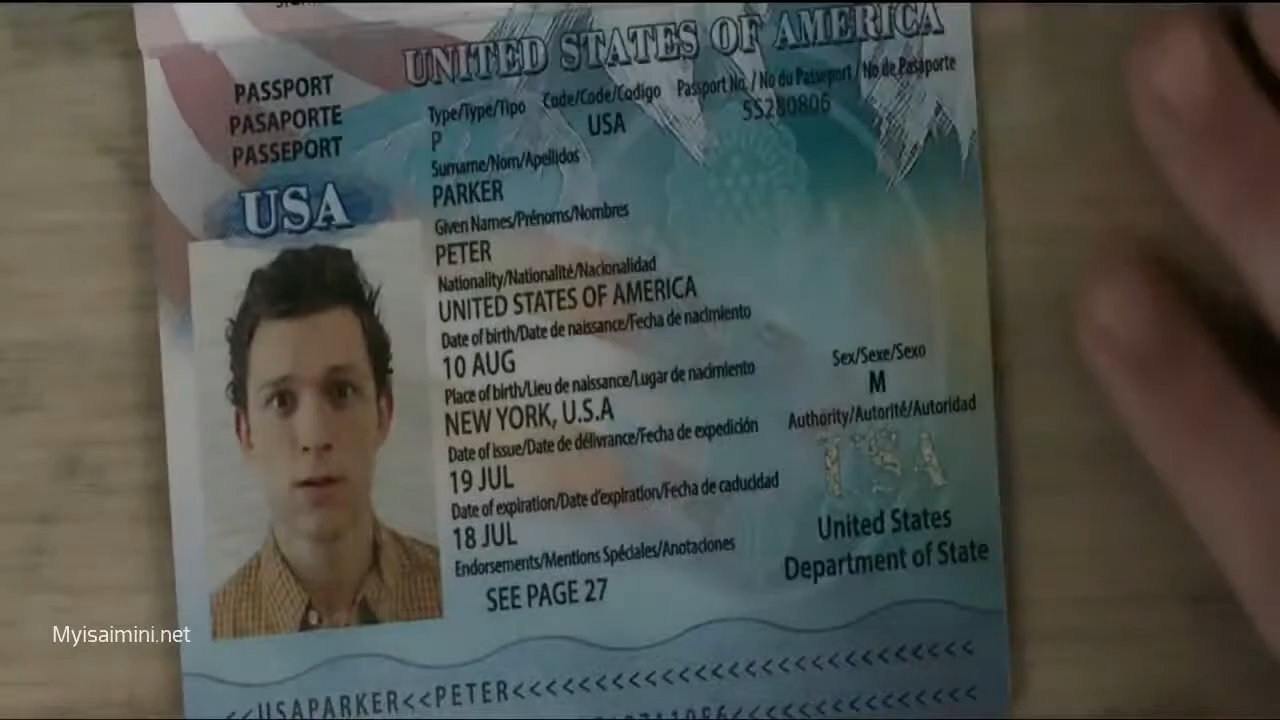 UNITED STATES OF AMERICA
PASSPORT
PASAPORTE
PASSEPORT
USA
Type/Type/Tipo
P
Code/Code/Codigo
USA
Passport No. / No du Passeport / No de Pasaporte
SS280806
Surname/Nom/Apellidos
PARKER
Given Names/Prénoms/Nombres
PETER
Nationality/Nationalité/Nacionalidad
UNITED STATES OF AMERICA
Date of birth/Date de naissance/Fecha de nacimiento
10 AUG
Place of birth/Lieu de naissance/Lugar de nacimiento
NEW YORK, U.S.A
Date of issue/Date de délivrance/Fecha de expedición
19 JUL
Date of expiration/Date d'expiration/Fecha de caducidad
18 JUL
Endorsements/Mentions Spéciales/Anotaciones
SEE PAGE 27
Sex/Sexe/Sexo
M
Authority/Autorité/Autoridad
USA
United States
Department of State
Myisaimini.net
<<USAPARKER<<PETER<<<<<<<<<<<<<<<<<<<<<<<<<<<